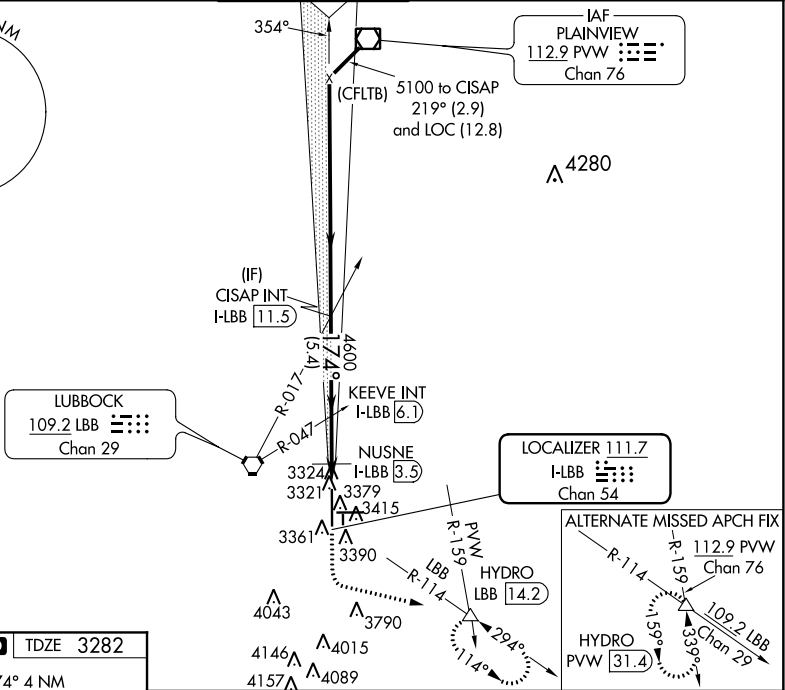 NM
354°
IAF
PLAINVIEW
112.9 PVW
Chan 76
(CFLTB)
5100 to CISAP
219° (2.9)
and LOC (12.8)
4280
(IF)
CISAP INT
I-LBB 11.5
4600
174°
(5.4)
R-017
LUBBOCK
109.2 LBB
Chan 29
R-047
KEEVE INT
I-LBB 6.1
NUSNE
I-LBB 3.5
LOCALIZER 111.7
I-LBB
Chan 54
3324
3321
3379
3415
3361
3390
PVW
R-159
LBB
R-114
HYDRO
LBB 14.2
294°
114°
4043
3790
4015
4146
4089
4157
ALTERNATE MISSED APCH FIX
R-114
R-159
112.9 PVW
Chan 76
109.2 LBB
Chan 29
159°
339°
HYDRO
PVW 31.4
TDZE 3282
74° 4 NM